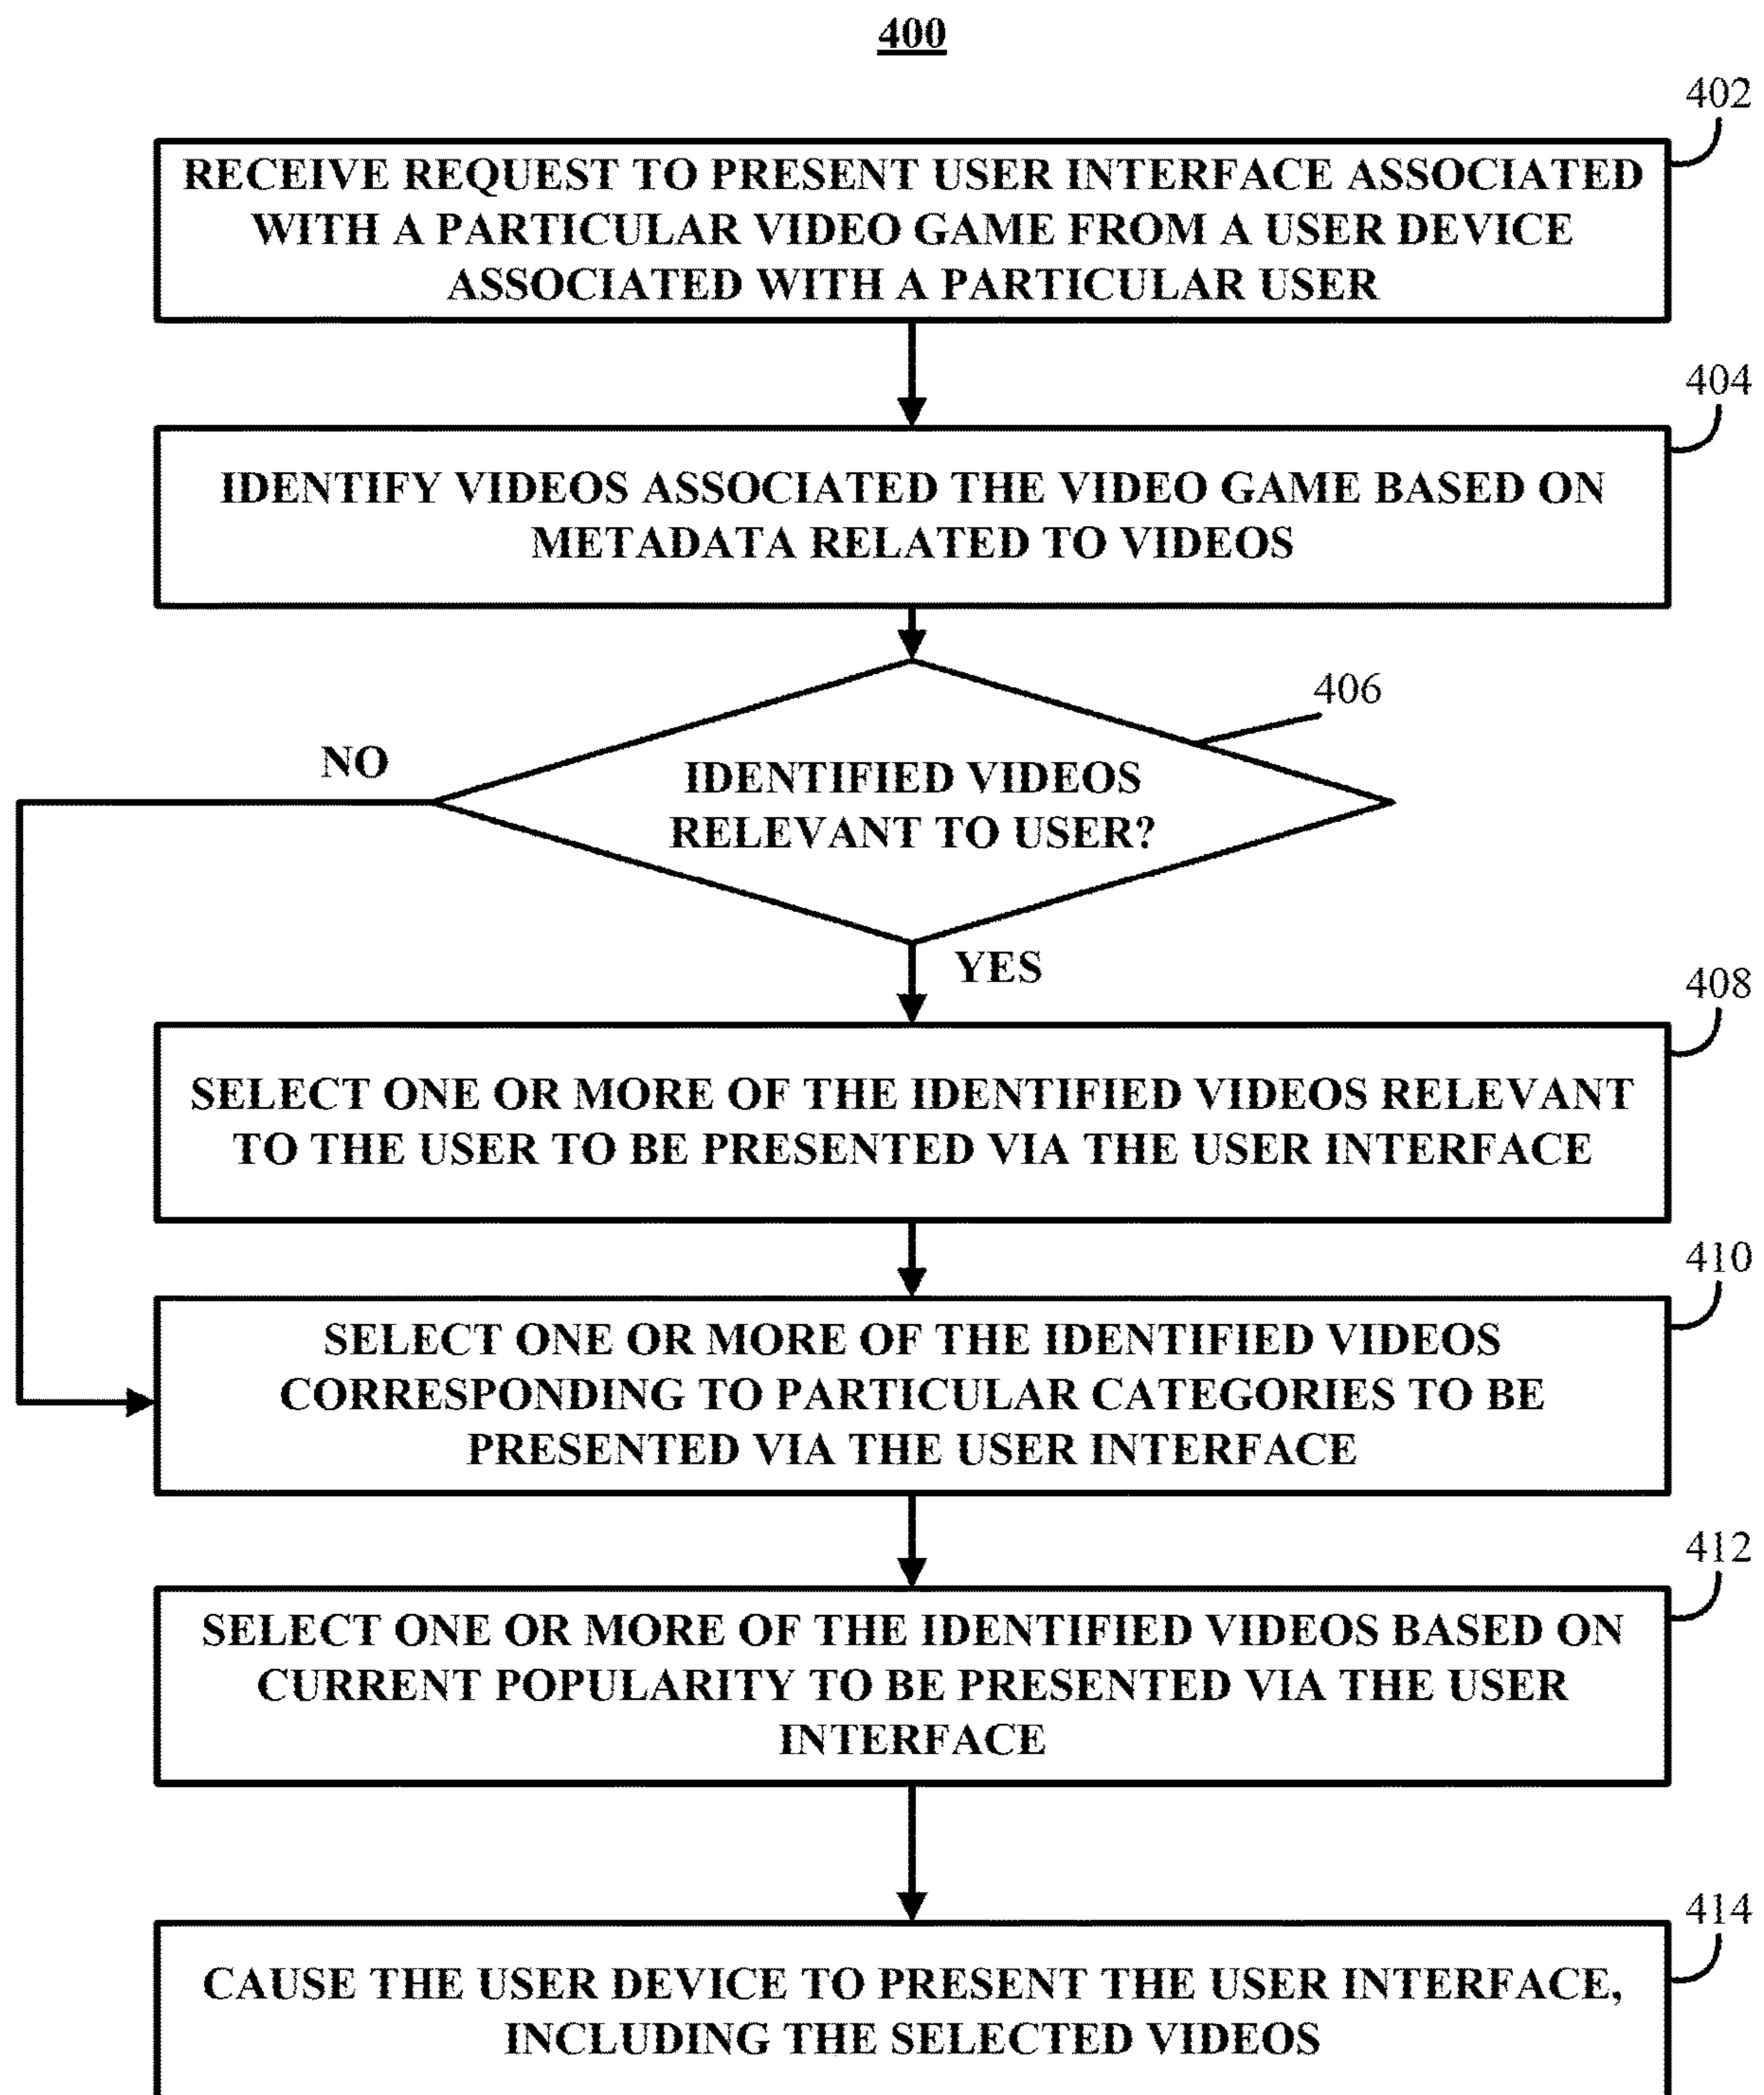 400
402
RECEIVE REQUEST TO PRESENT USER INTERFACE ASSOCIATED
WITH A PARTICULAR VIDEO GAME FROM A USER DEVICE
ASSOCIATED WITH A PARTICULAR USER
404
IDENTIFY VIDEOS ASSOCIATED THE VIDEO GAME BASED ON
METADATA RELATED TO VIDEOS
406
NO
IDENTIFIED VIDEOS
RELEVANT TO USER?
YES
408
SELECT ONE OR MORE OF THE IDENTIFIED VIDEOS RELEVANT
TO THE USER TO BE PRESENTED VIA THE USER INTERFACE
410
SELECT ONE OR MORE OF THE IDENTIFIED VIDEOS
CORRESPONDING TO PARTICULAR CATEGORIES TO BE
PRESENTED VIA THE USER INTERFACE
412
SELECT ONE OR MORE OF THE IDENTIFIED VIDEOS BASED ON
CURRENT POPULARITY TO BE PRESENTED VIA THE USER
INTERFACE
414
CAUSE THE USER DEVICE TO PRESENT THE USER INTERFACE,
INCLUDING THE SELECTED VIDEOS